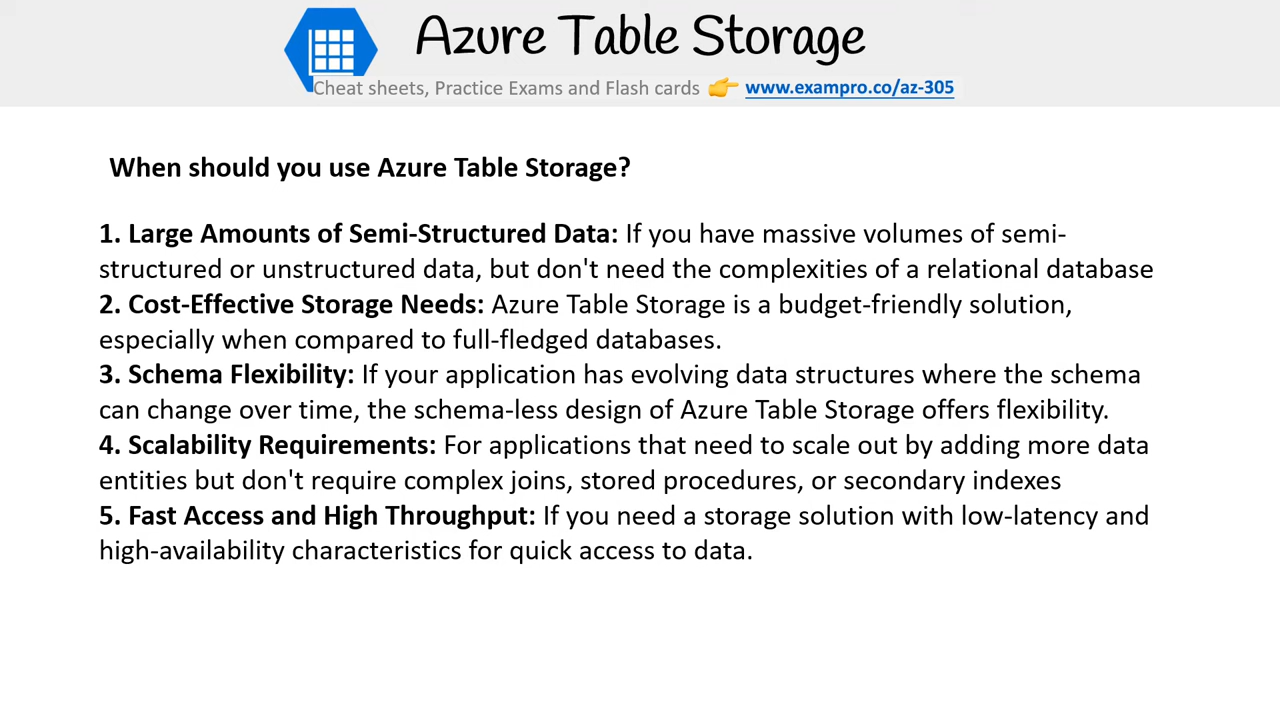 Azure Table Storage
Cheat sheets, Practice Exams and Flash cards 👉 www.exampro.co/az-305
When should you use Azure Table Storage?
1. Large Amounts of Semi-Structured Data: If you have massive volumes of semi-
structured or unstructured data, but don't need the complexities of a relational database
2. Cost-Effective Storage Needs: Azure Table Storage is a budget-friendly solution,
especially when compared to full-fledged databases.
3. Schema Flexibility: If your application has evolving data structures where the schema
can change over time, the schema-less design of Azure Table Storage offers flexibility.
4. Scalability Requirements: For applications that need to scale out by adding more data
entities but don't require complex joins, stored procedures, or secondary indexes
5. Fast Access and High Throughput: If you need a storage solution with low-latency and
high-availability characteristics for quick access to data.